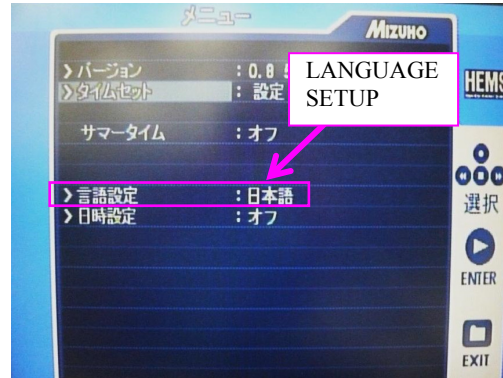 メニュー
MIZUHO
バージョン : 0.8
タイムセット : 設定
LANGUAGE
SETUP
HEMS
サマータイム : オフ
言語設定 : 日本語
日時設定 : オフ
選択
ENTER
EXIT